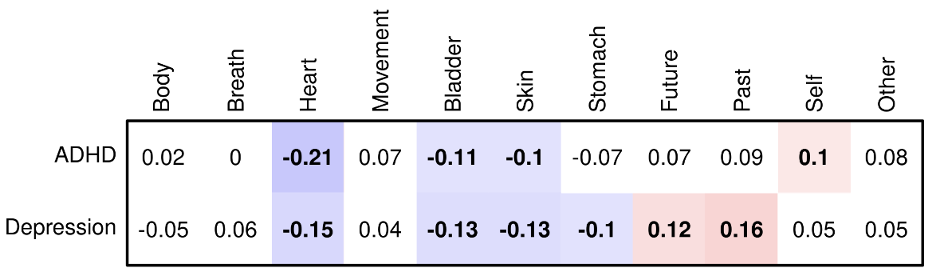 Body Breath Heart Movement Bladder Skin Stomach Future Past Self Other
ADHD 0.02 0 -0.21 0.07 -0.11 -0.1 -0.07 0.07 0.09 0.1 0.08
Depression -0.05 0.06 -0.15 0.04 -0.13 -0.13 -0.1 0.12 0.16 0.05 0.05